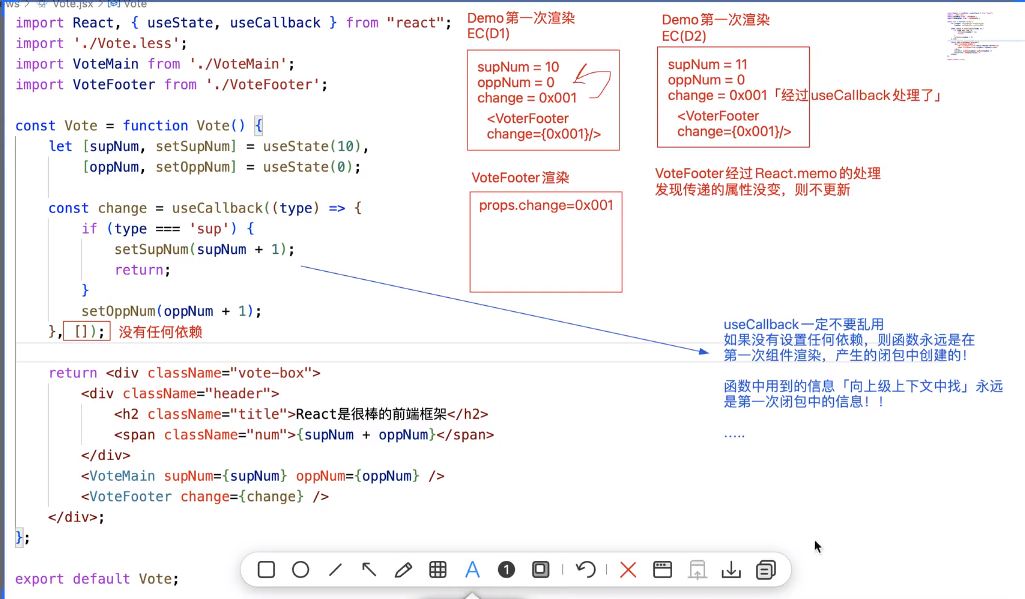 ws > Vote.jsx > Vote
import React, { useState, useCallback } from "react";
import './Vote.less';
import VoteMain from './VoteMain';
import VoteFooter from './VoteFooter';
const Vote = function Vote() {
let [supNum, setSupNum] = useState(10),
[oppNum, setOppNum] = useState(0);
const change = useCallback((type) => {
if (type === 'sup') {
setSupNum(supNum + 1);
return;
}
setOppNum(oppNum + 1);
}, []); 没有任何依赖
return <div className="vote-box">
<div className="header">
<h2 className="title">React是很棒的前端框架</h2>
<span className="num">{supNum + oppNum}</span>
</div>
<VoteMain supNum={supNum} oppNum={oppNum} />
<VoteFooter change={change} />
</div>;
};
export default Vote;
Demo第一次渲染
EC(D1)
supNum = 10
oppNum = 0
change = 0x001
<VoterFooter
change={0x001}/>
VoteFooter渲染
props.change=0x001
Demo第一次渲染
EC(D2)
supNum = 11
oppNum = 0
change = 0x001「经过useCallback处理了」
<VoterFooter
change={0x001}/>
VoteFooter经过React.memo的处理
发现传递的属性没变，则不更新
useCallback一定不要乱用
如果没有设置任何依赖，则函数永远是在
第一次组件渲染，产生的闭包中创建的！
函数中用到的信息「向上级上下文中找」永远
是第一次闭包中的信息！！
.....
A
1